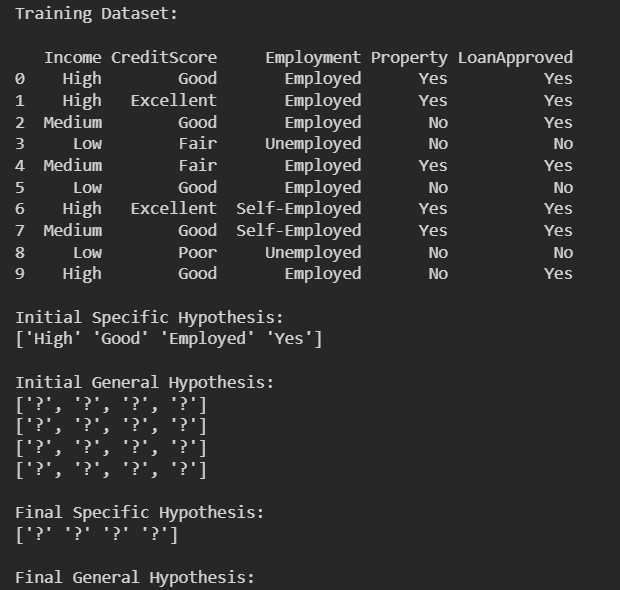 Training Dataset:
Income CreditScore Employment Property LoanApproved
0 High Good Employed Yes Yes
1 High Excellent Employed Yes Yes
2 Medium Good Employed No Yes
3 Low Fair Unemployed No No
4 Medium Fair Employed Yes Yes
5 Low Good Employed No No
6 High Excellent Self-Employed Yes Yes
7 Medium Good Self-Employed Yes Yes
8 Low Poor Unemployed No No
9 High Good Employed No Yes
Initial Specific Hypothesis:
['High' 'Good' 'Employed' 'Yes']
Initial General Hypothesis:
['?', '?', '?', '?']
['?', '?', '?', '?']
['?', '?', '?', '?']
['?', '?', '?', '?']
Final Specific Hypothesis:
['?' '?' '?' '?']
Final General Hypothesis: